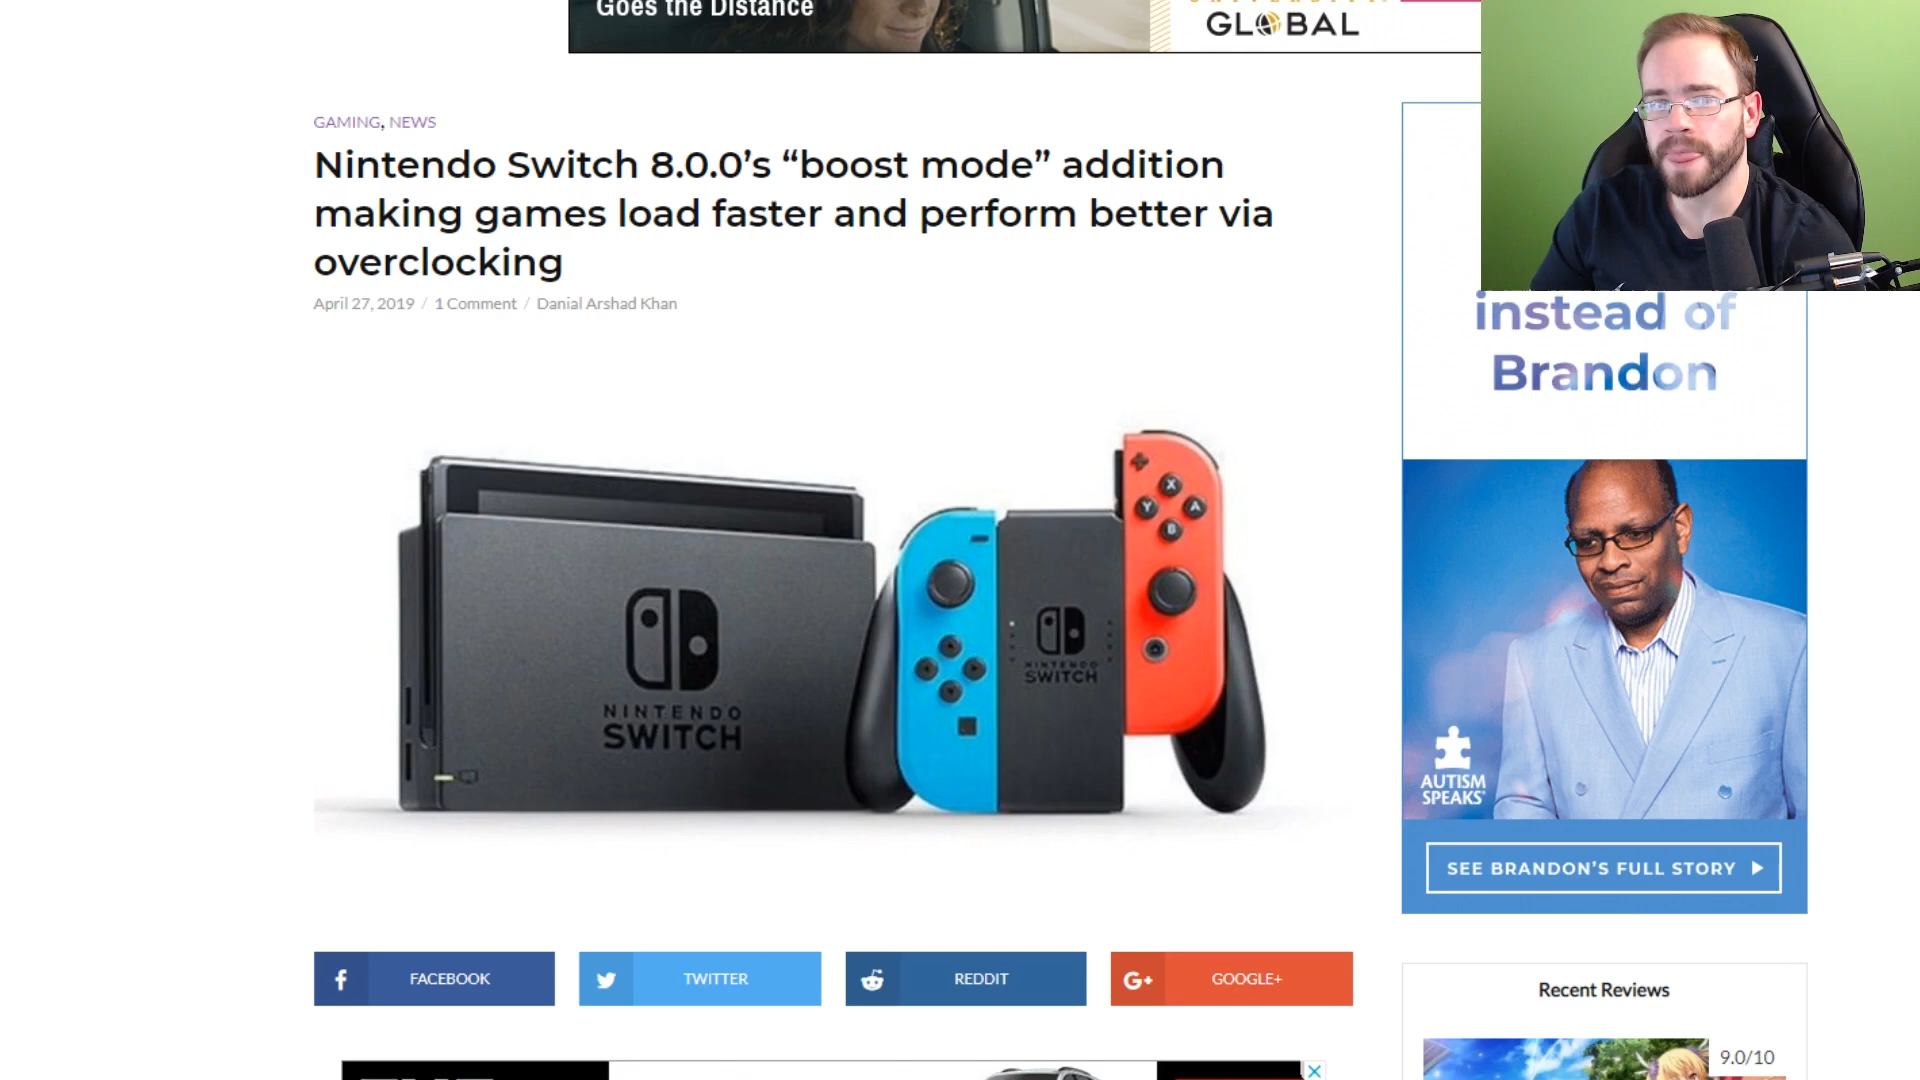 Goes the Distance
GLOBAL
GAMING, NEWS
Nintendo Switch 8.0.0’s “boost mode” addition
making games load faster and perform better via
overclocking
April 27, 2019 / 1 Comment / Danial Arshad Khan
instead of
Brandon
X
Y A
B
NINTENDO
SWITCH
NINTENDO
SWITCH
AUTISM
SPEAKS
SEE BRANDON’S FULL STORY
f FACEBOOK
TWITTER
REDDIT
G+ GOOGLE+
Recent Reviews
9.0/10